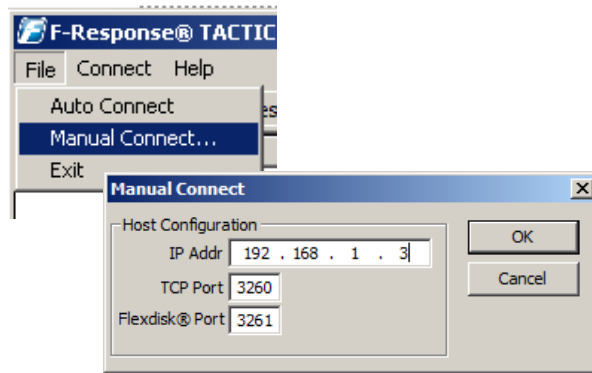 F-Response® TACTIC
File Connect Help
Auto Connect
Manual Connect...
Exit
Manual Connect
Host Configuration
IP Addr 192 . 168 . 1 . 3
TCP Port 3260
Flexdisk® Port 3261
OK
Cancel